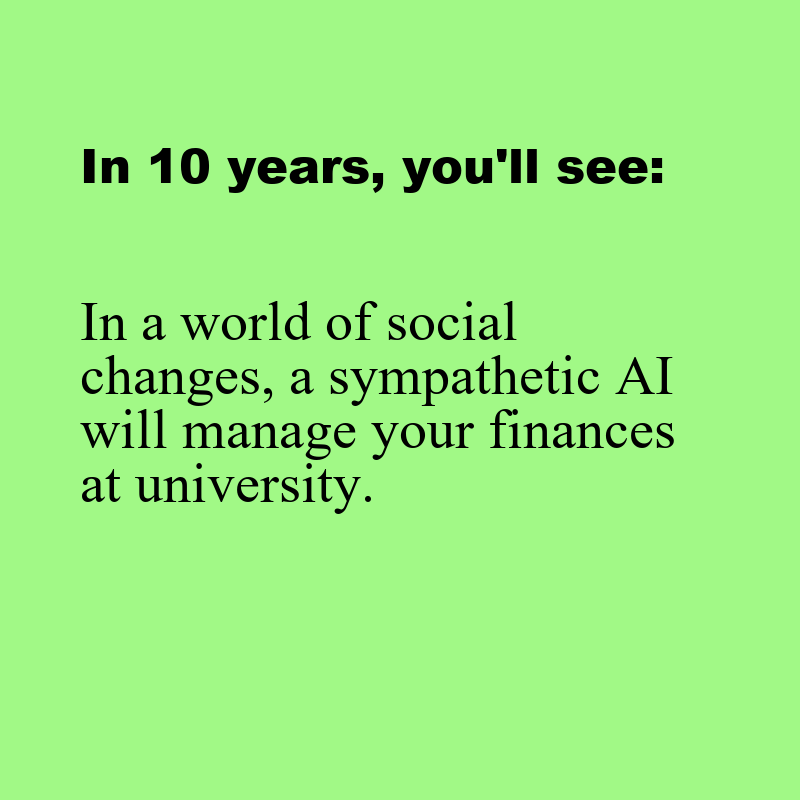 In 10 years, you'll see:
In a world of social
changes, a sympathetic AI
will manage your finances
at university.